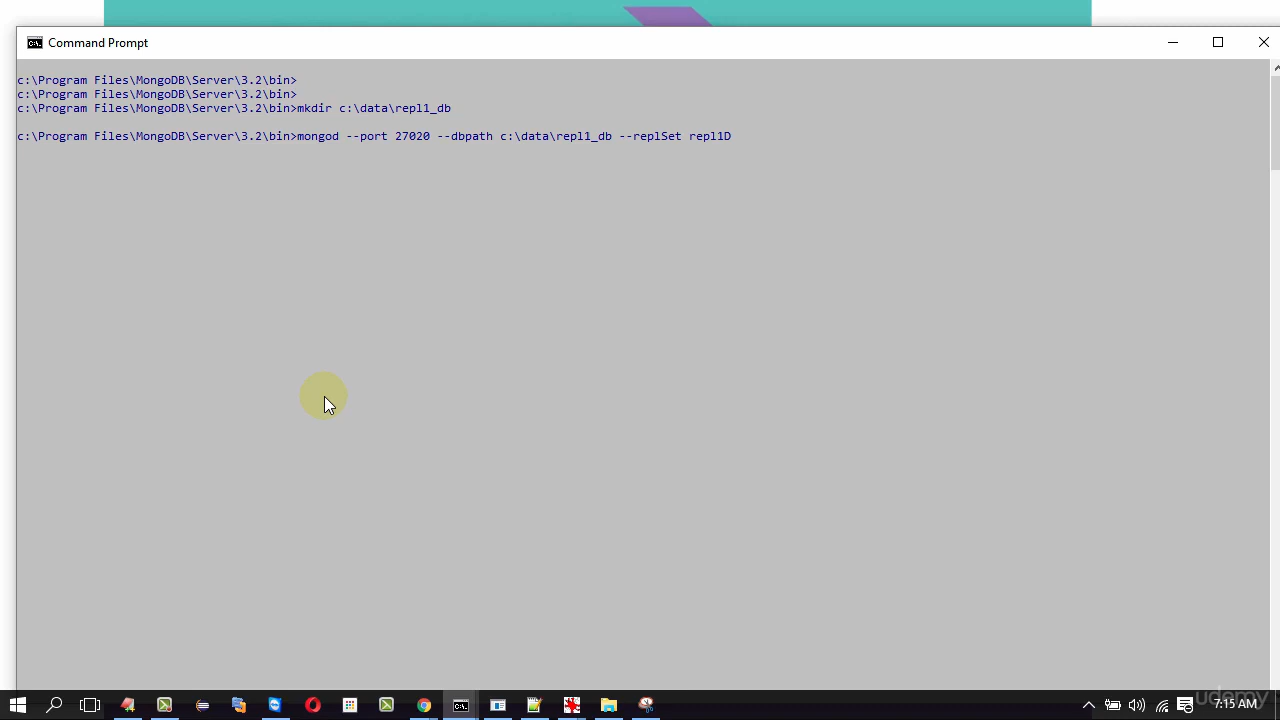 Command Prompt
c:\Program Files\MongoDB\Server\3.2\bin>
c:\Program Files\MongoDB\Server\3.2\bin>
c:\Program Files\MongoDB\Server\3.2\bin>mkdir c:\data\repl1_db
c:\Program Files\MongoDB\Server\3.2\bin>mongod --port 27020 --dbpath c:\data\repl1_db --replSet repl1D
udemy
7:15 AM